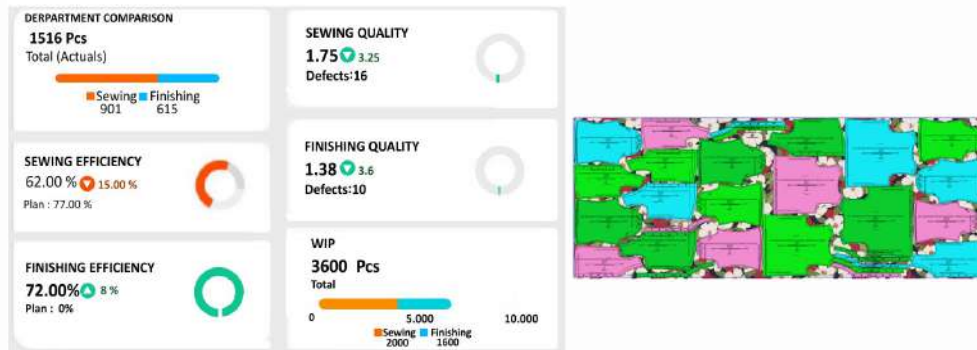 DERPARTMENT COMPARISON
1516 Pcs
Total (Actuals)
Sewing Finishing
901 615
SEWING EFFICIENCY
62.00 % 15.00 %
Plan : 77.00 %
FINISHING EFFICIENCY
72.00% 8 %
Plan : 0%
SEWING QUALITY
1.75 3.25
Defects:16
FINISHING QUALITY
1.38 3.6
Defects:10
WIP
3600 Pcs
Total
0 5.000 10.000
Sewing Finishing
2000 1600